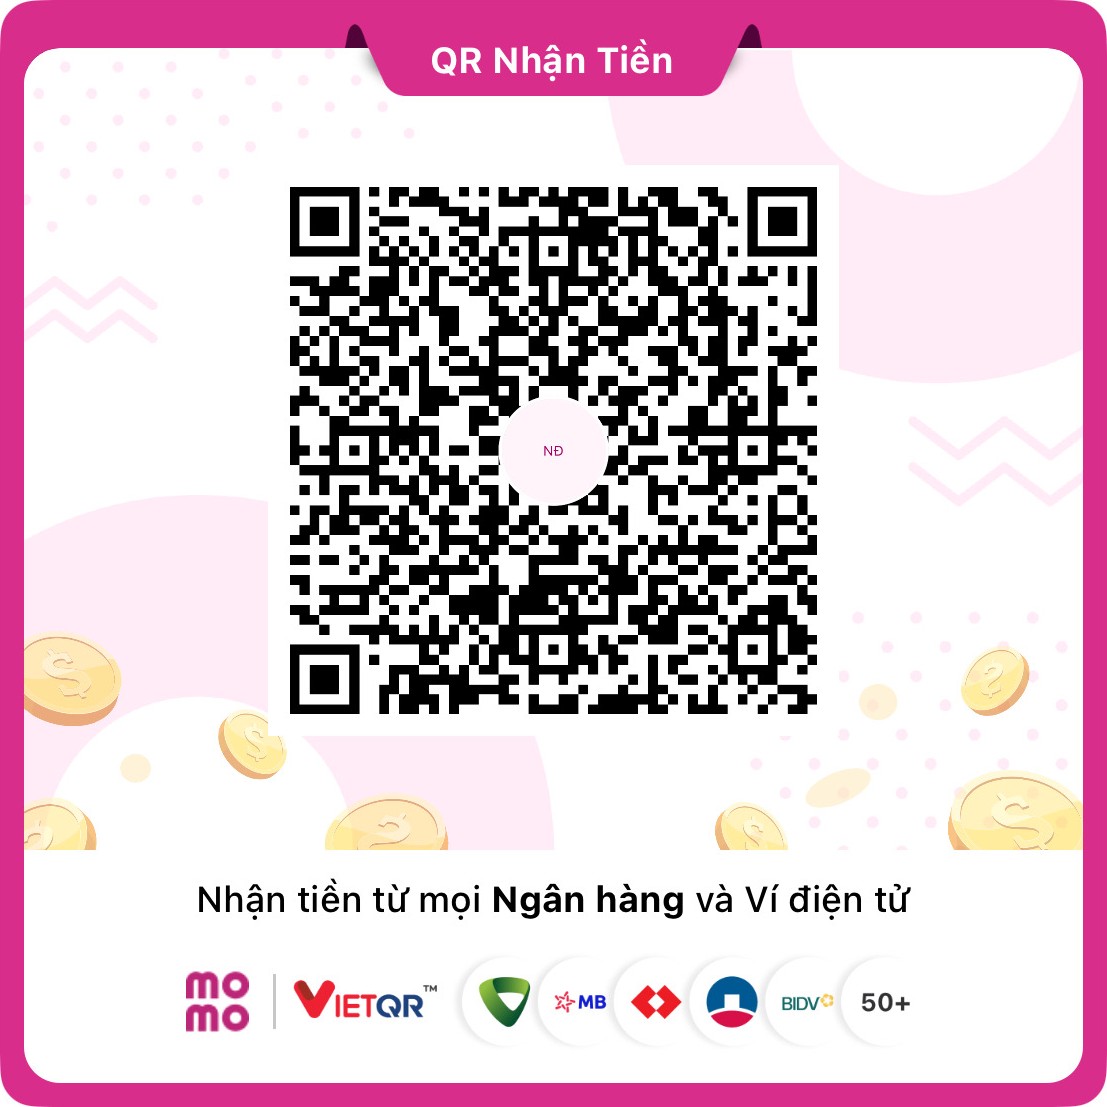 QR Nhận Tiền
NĐ
Nhận tiền từ mọi Ngân hàng và Ví điện tử
mo
mo
VIETQR™
MB
BIDV
50+